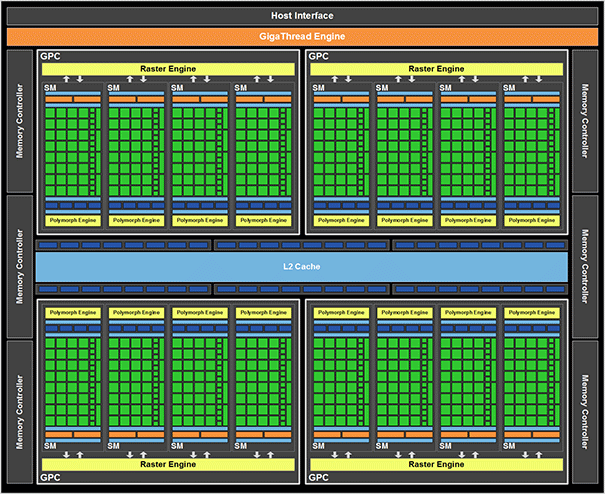 Host Interface
GigaThread Engine
GPC
GPC
Raster Engine
Raster Engine
SM SM SM SM
SM SM SM SM
Memory Controller
Memory Controller
Polymorph Engine Polymorph Engine Polymorph Engine Polymorph Engine
Polymorph Engine Polymorph Engine Polymorph Engine Polymorph Engine
Memory Controller
L2 Cache
Memory Controller
Polymorph Engine Polymorph Engine Polymorph Engine Polymorph Engine
Polymorph Engine Polymorph Engine Polymorph Engine Polymorph Engine
Memory Controller
Memory Controller
SM SM SM SM
SM SM SM SM
Raster Engine
Raster Engine
GPC
GPC